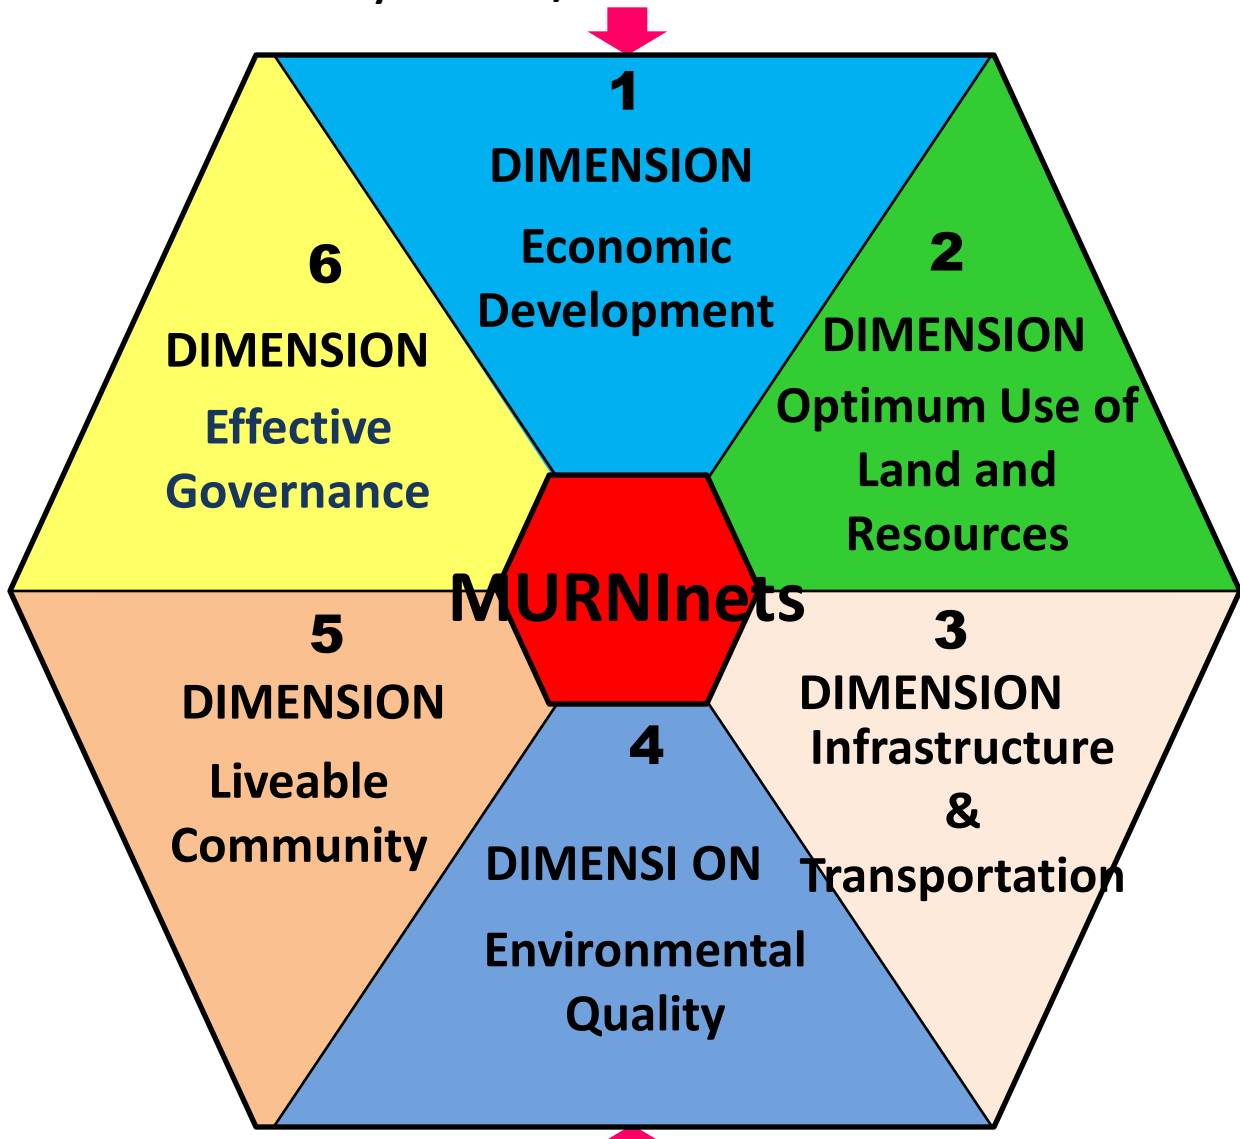 1
DIMENSION
Economic
Development
2
DIMENSION
Optimum Use of
Land and
Resources
3
DIMENSION
Infrastructure
&
Transportation
4
DIMENSI ON
Environmental
Quality
5
DIMENSION
Liveable
Community
6
DIMENSION
Effective
Governance
MURNInets